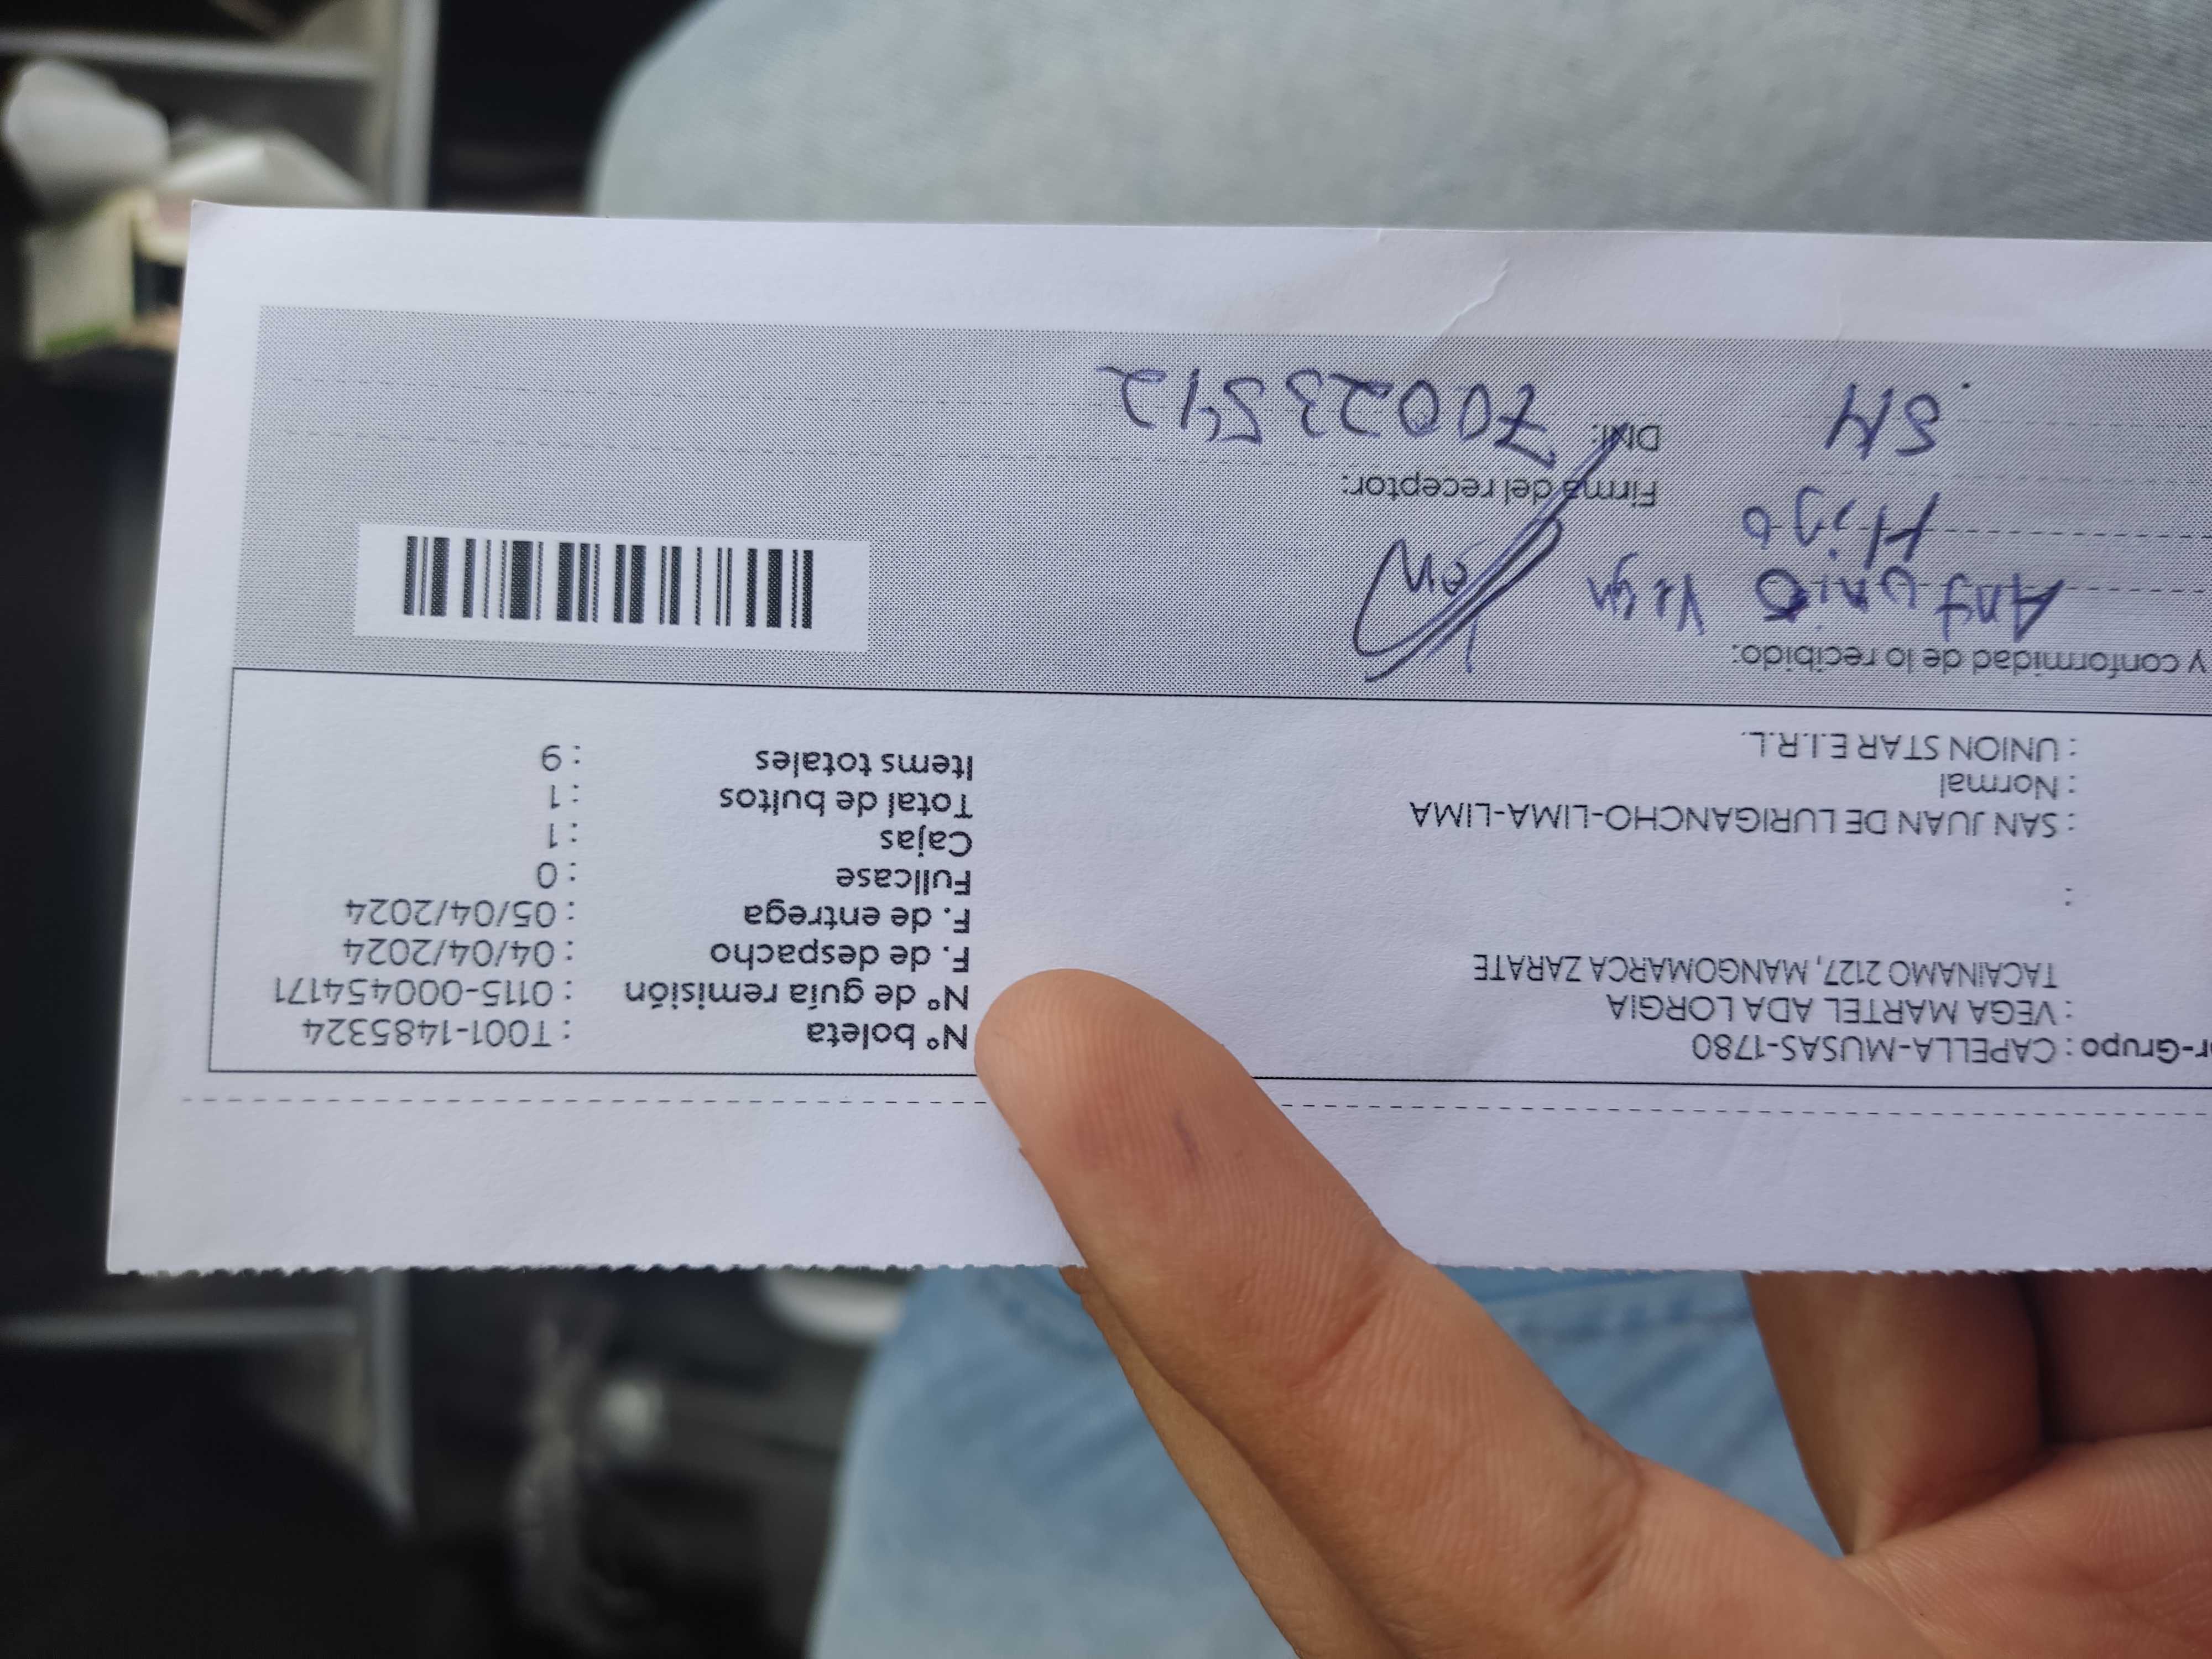 r-Grupo : CAPELLA-MUSAS-1780
: VEGA MARTEL ADA LORGIA
TACAINAMO 2127, MANGOMARCA ZARATE
:
: SAN JUAN DE LURIGANCHO-LIMA-LIMA
: Normal
: UNION STAR E.I.R.L.
N° boleta : T001-1485324
N° de guía remisión : 0115-000454171
F. de despacho : 04/04/2024
F. de entrega : 05/04/2024
Fullcase : 0
Cajas : 1
Total de bultos : 1
Items totales : 9
y conformidad de lo recibido:
Antonio Vega
Hijo
Firma del receptor:
DNI: 70023512